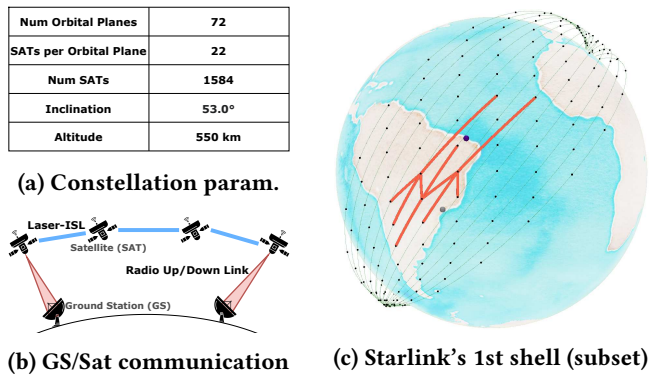 Num Orbital Planes 72
SATs per Orbital Plane 22
Num SATs 1584
Inclination 53.0°
Altitude 550 km
(a) Constellation param.
Laser-ISL
Satellite (SAT)
Radio Up/Down Link
Ground Station (GS)
(b) GS/Sat communication
(c) Starlink's 1st shell (subset)